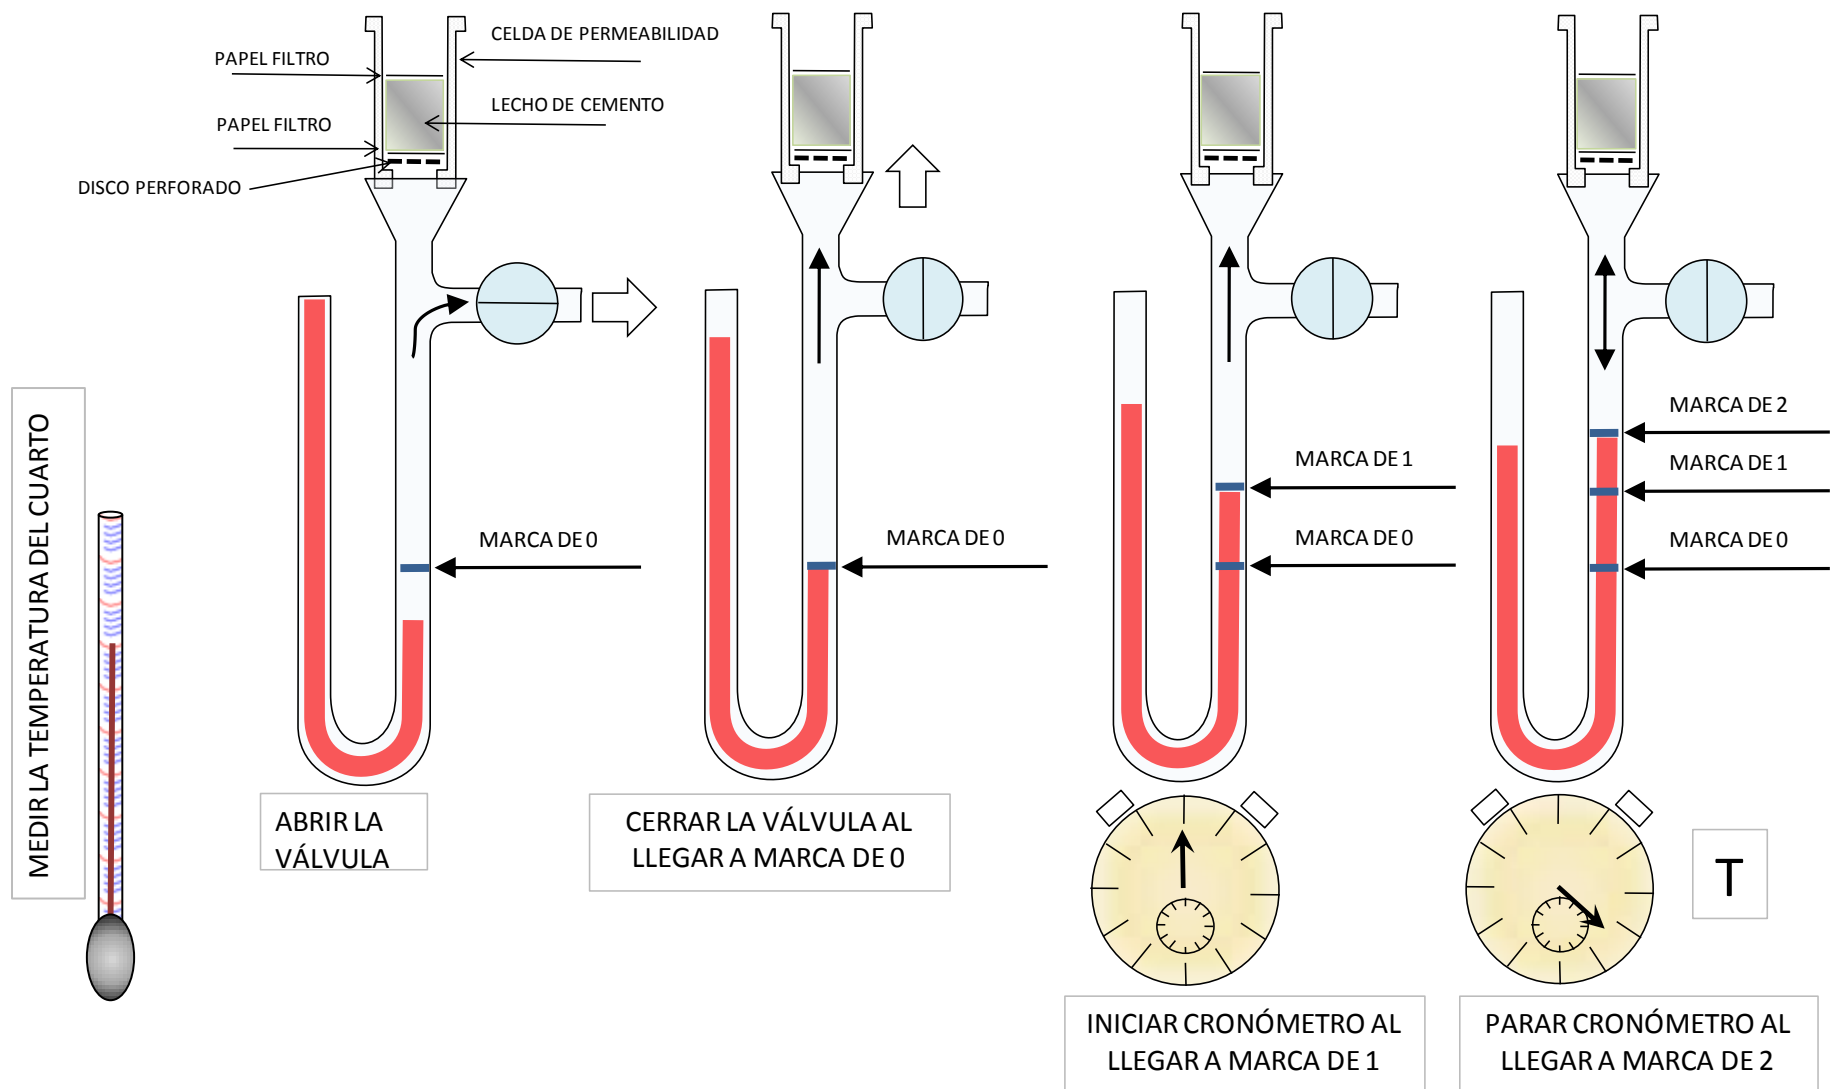 CELDA DE PERMEABILIDAD
PAPEL FILTRO
LECHO DE CEMENTO
PAPEL FILTRO
DISCO PERFORADO
MEDIR LA TEMPERATURA DEL CUARTO
MARCA DE 0
MARCA DE 0
MARCA DE 1
MARCA DE 0
MARCA DE 2
MARCA DE 1
MARCA DE 0
ABRIR LA
VÁLVULA
CERRAR LA VÁLVULA AL
LLEGAR A MARCA DE 0
T
INICIAR CRONÓMETRO AL
LLEGAR A MARCA DE 1
PARAR CRONÓMETRO AL
LLEGAR A MARCA DE 2